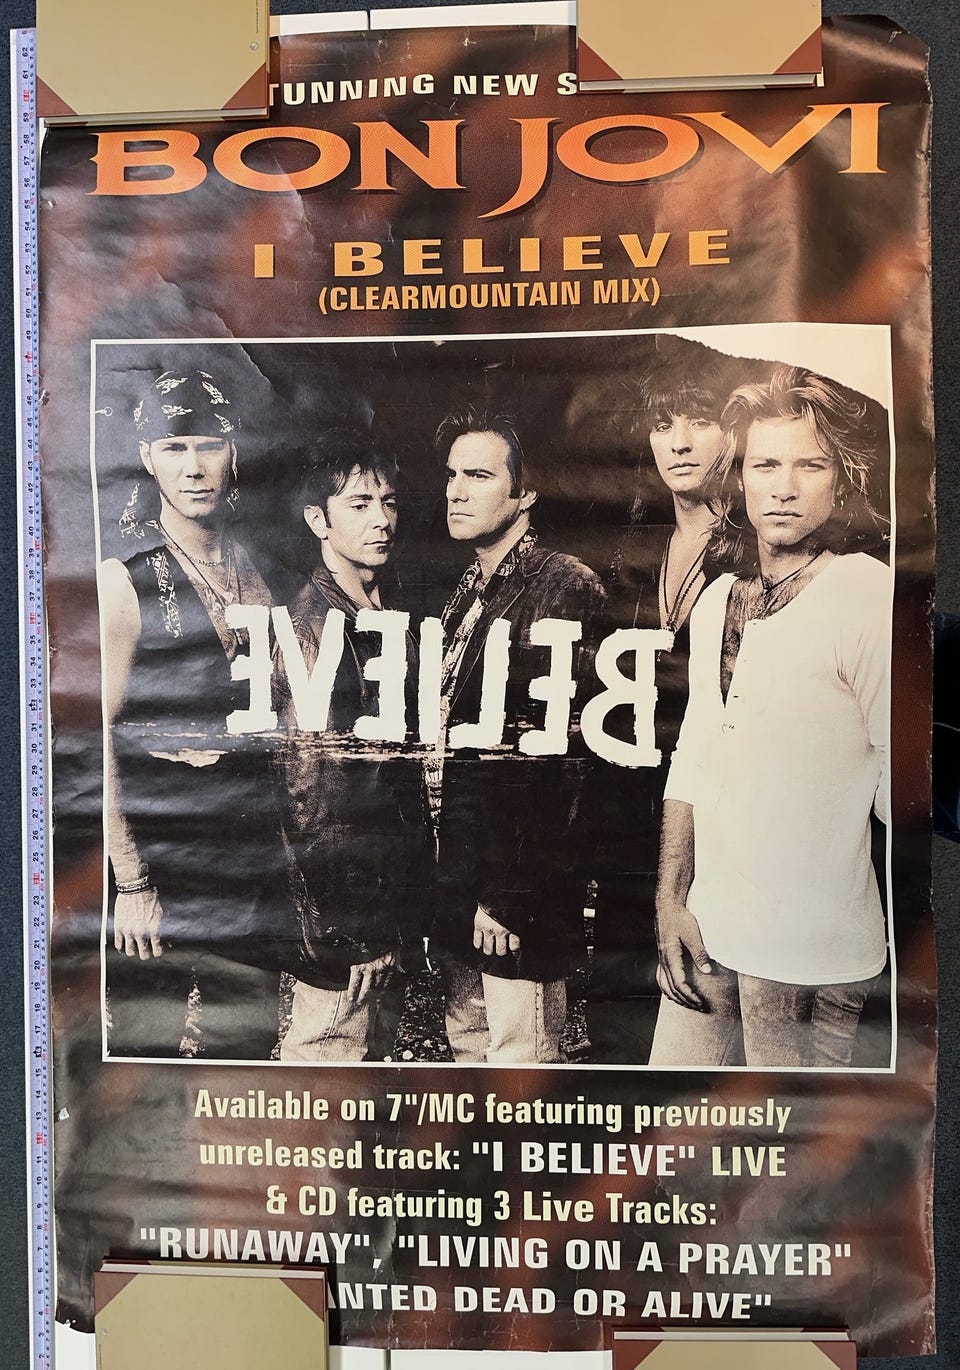 TUNNING NEW S
BON JOVI
I BELIEVE
(CLEARMOUNTAIN MIX)
BELIEVE
Available on 7"/MC featuring previously
unreleased track: "I BELIEVE" LIVE
& CD featuring 3 Live Tracks:
"RUNAWAY", "LIVING ON A PRAYER"
ANTED DEAD OR ALIVE"